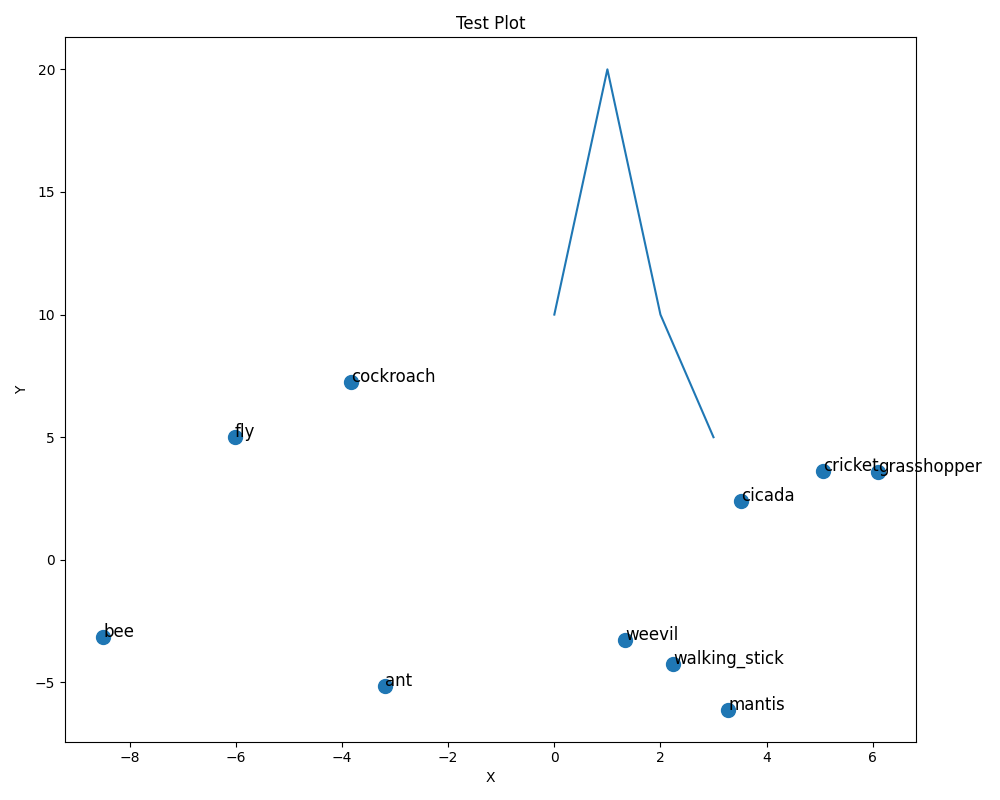 Test Plot
20
15
10
5
0
−5
Y
cockroach
fly
cricket
grasshopper
cicada
bee
weevil
walking_stick
ant
mantis
−8 −6 −4 −2 0 2 4 6
X